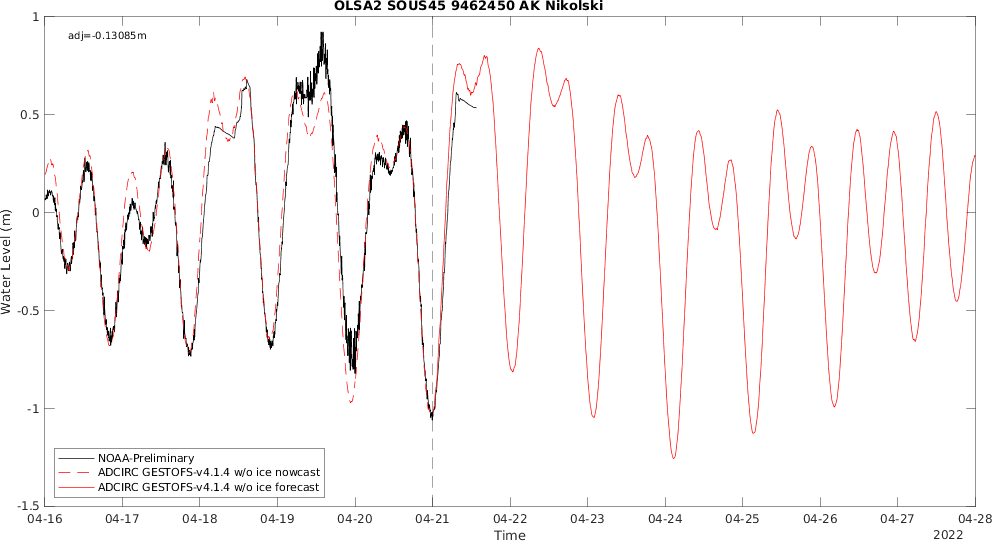 OLSA2 SOUS45 9462450 AK Nikolski
adj=-0.13085m
1
0.5
0
-0.5
-1
-1.5
Water Level (m)
NOAA-Preliminary
ADCIRC GESTOFS-v4.1.4 w/o ice nowcast
ADCIRC GESTOFS-v4.1.4 w/o ice forecast
04-16 04-17 04-18 04-19 04-20 04-21 04-22 04-23 04-24 04-25 04-26 04-27 04-28
Time
2022